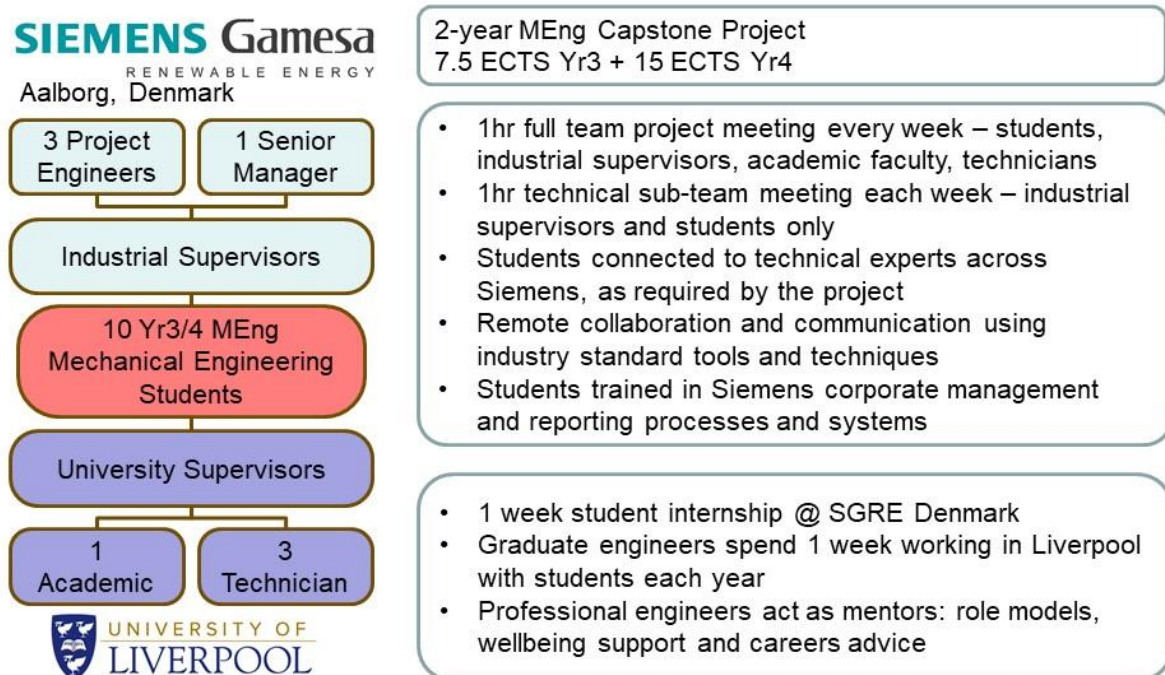 SIEMENS Gamesa
RENEWABLE ENERGY
Aalborg, Denmark
3 Project
Engineers
1 Senior
Manager
Industrial Supervisors
10 Yr3/4 MEng
Mechanical Engineering
Students
University Supervisors
1
Academic
3
Technician
UNIVERSITY OF
LIVERPOOL
2-year MEng Capstone Project
7.5 ECTS Yr3 + 15 ECTS Yr4
• 1hr full team project meeting every week – students,
industrial supervisors, academic faculty, technicians
• 1hr technical sub-team meeting each week – industrial
supervisors and students only
• Students connected to technical experts across
Siemens, as required by the project
• Remote collaboration and communication using
industry standard tools and techniques
• Students trained in Siemens corporate management
and reporting processes and systems
• 1 week student internship @ SGRE Denmark
• Graduate engineers spend 1 week working in Liverpool
with students each year
• Professional engineers act as mentors: role models,
wellbeing support and careers advice